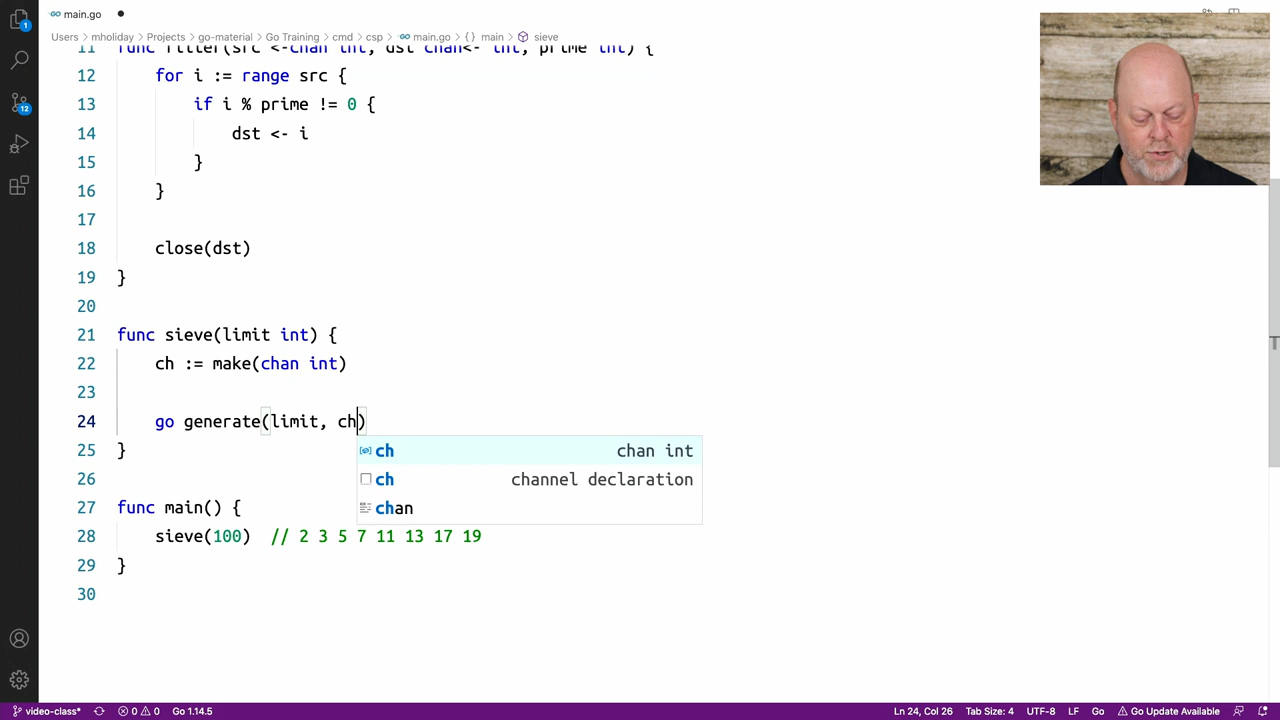 main.go
Users > mholiday > Projects > go-material > Go Training > cmd > csp > main.go > {} main > sieve
11 func filter(src <-chan int, dst chan<- int, prime int) {
12 for i := range src {
13 if i % prime != 0 {
14 dst <- i
15 }
16 }
17
18 close(dst)
19 }
20
21 func sieve(limit int) {
22 ch := make(chan int)
23
24 go generate(limit, ch)
25 }
ch chan int
26
ch channel declaration
27 func main() {
chan
28 sieve(100) // 2 3 5 7 11 13 17 19
29 }
30
1
12
video-class* 0 0 Go 1.14.5 Ln 24, Col 26 Tab Size: 4 UTF-8 LF Go Go Update Available